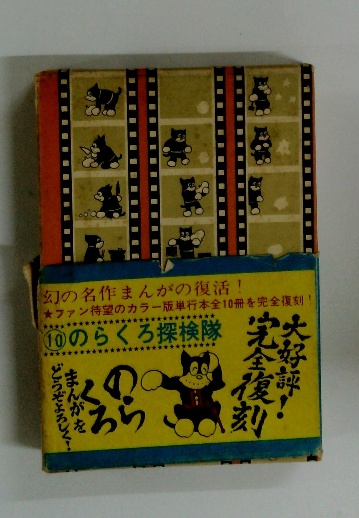 幻の名作まんがの復活！
★ファン待望のカラー版単行本全10冊を完全復刻！
⑩のらくろ探検隊
大好評！
完全復刻
のらくろ
まんがを
どうぞよろしく！